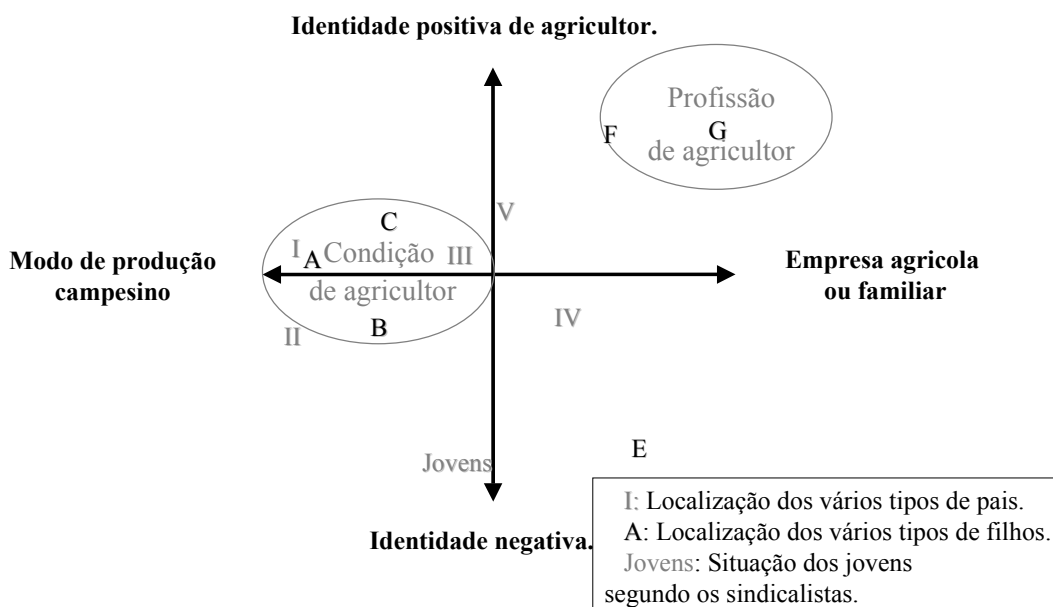 Identidade positiva de agricultor.
Profissão
F
G
de agricultor
V
C
I
A
Condição
III
Modo de produção
campesino
Empresa agricola
ou familiar
de agricultor
II
B
IV
Jovens
E
Identidade negativa.
I: Localização dos vários tipos de pais.
A: Localização dos vários tipos de filhos.
Jovens: Situação dos jovens
segundo os sindicalistas.